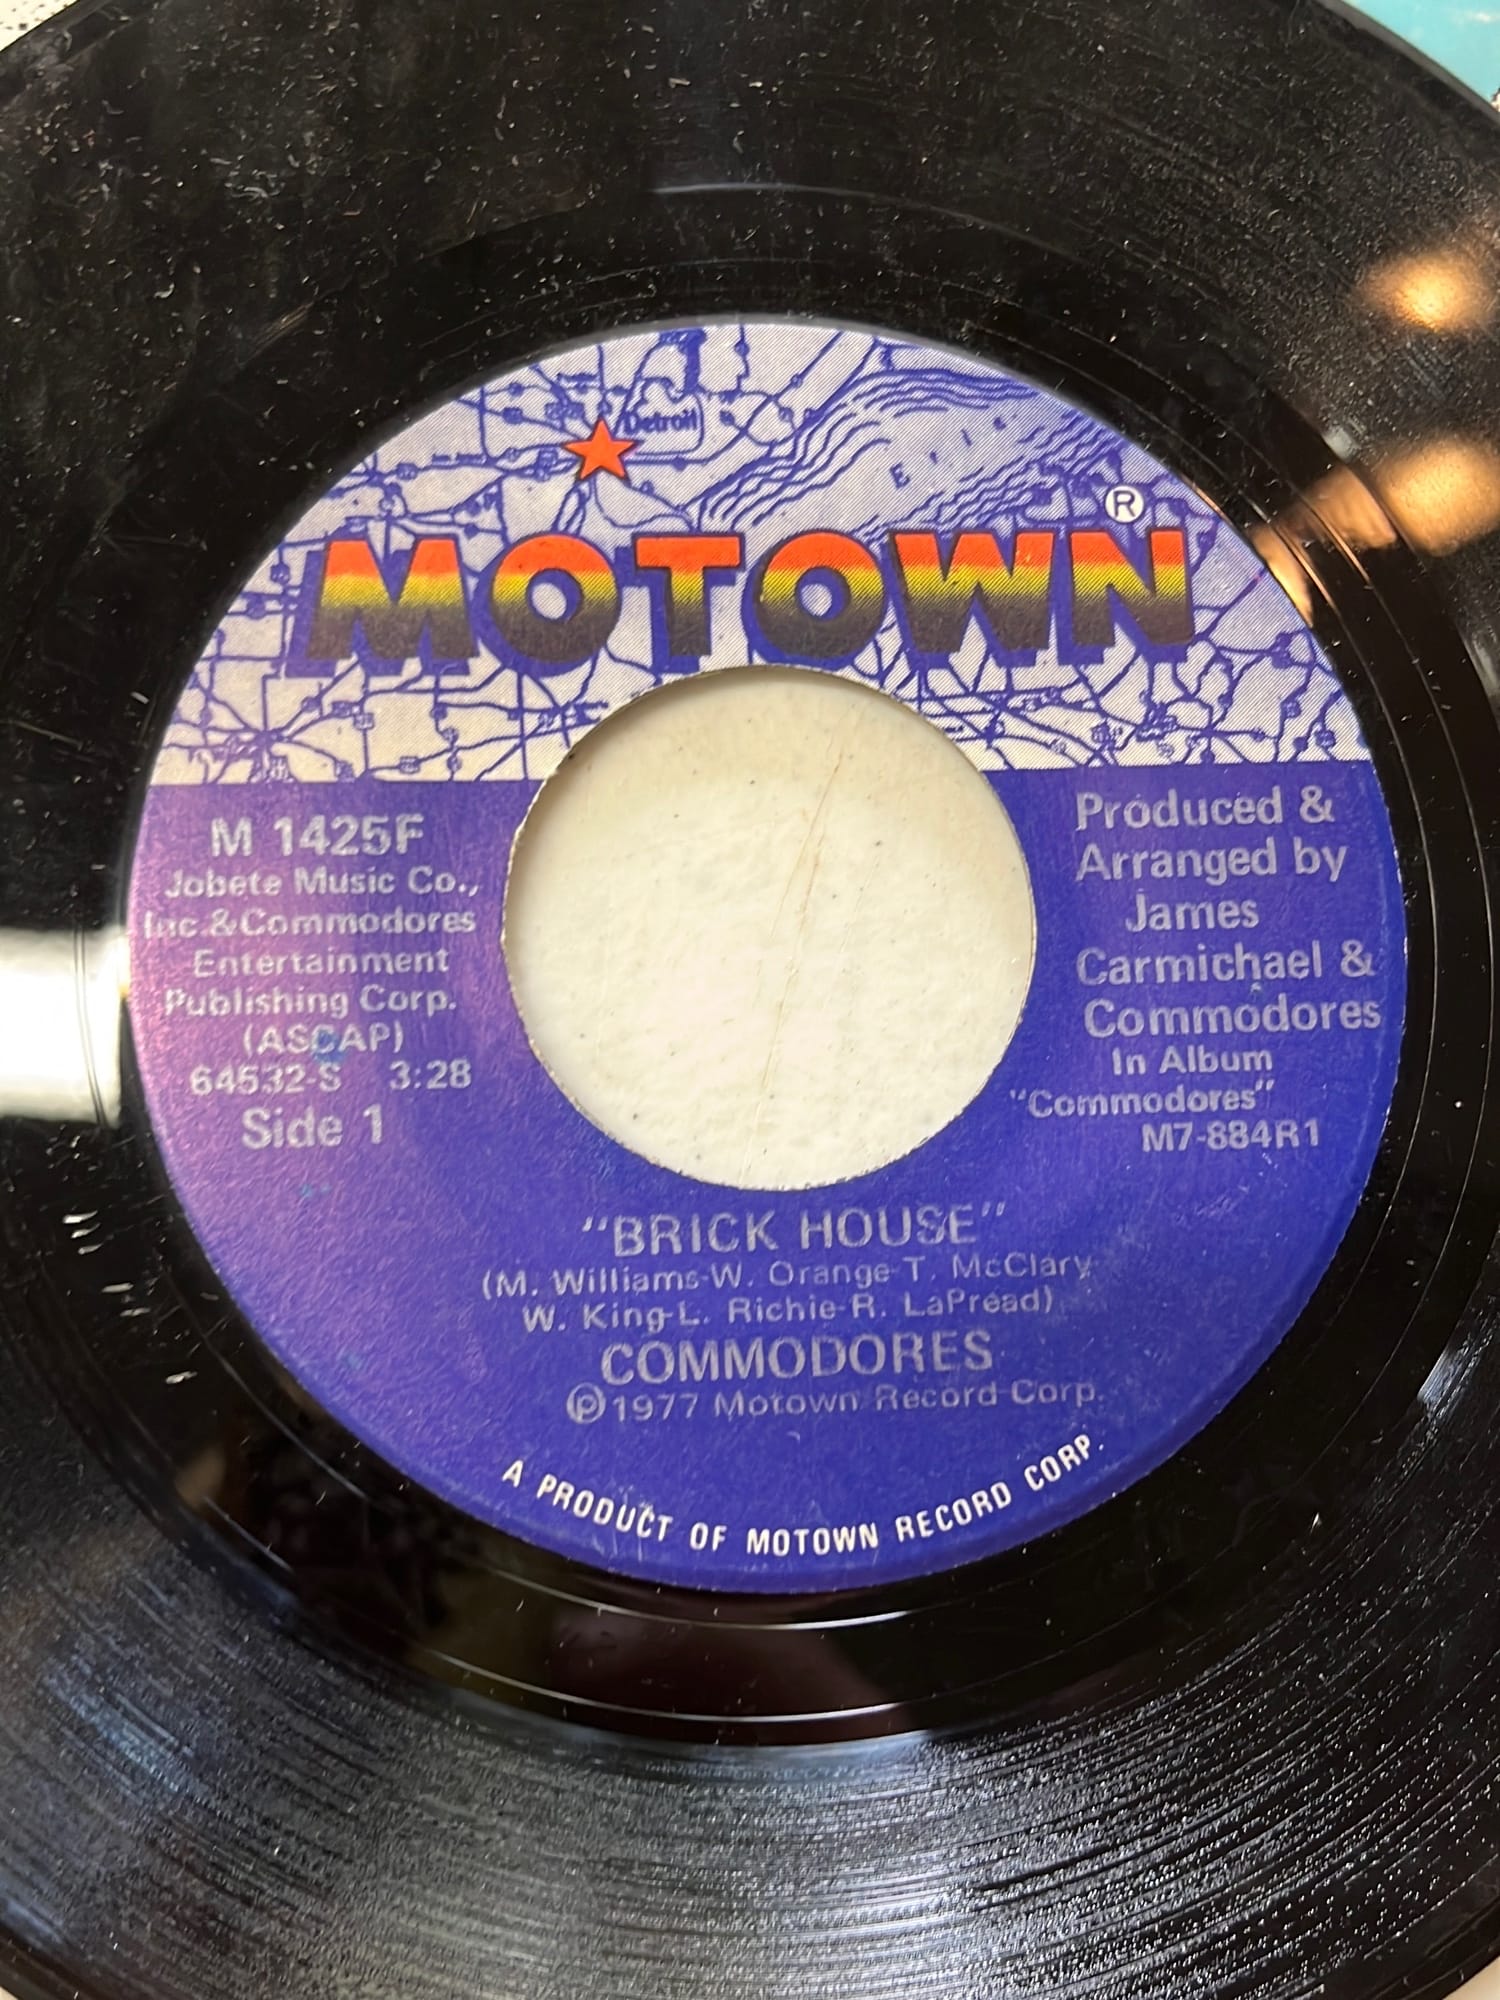 Detroit
Erie
MOTOWN®
M 1425F
Jobete Music Co.,
Inc.&Commodores
Entertainment
Publishing Corp.
(ASCAP)
64532-S 3:28
Side 1
Produced &
Arranged by
James
Carmichael &
Commodores
In Album
"Commodores"
M7-884R1
"BRICK HOUSE"
(M. Williams-W. Orange-T. McClary
W. King-L. Richie-R. LaPread)
COMMODORES
℗1977 Motown Record Corp.
A PRODUCT OF MOTOWN RECORD CORP.